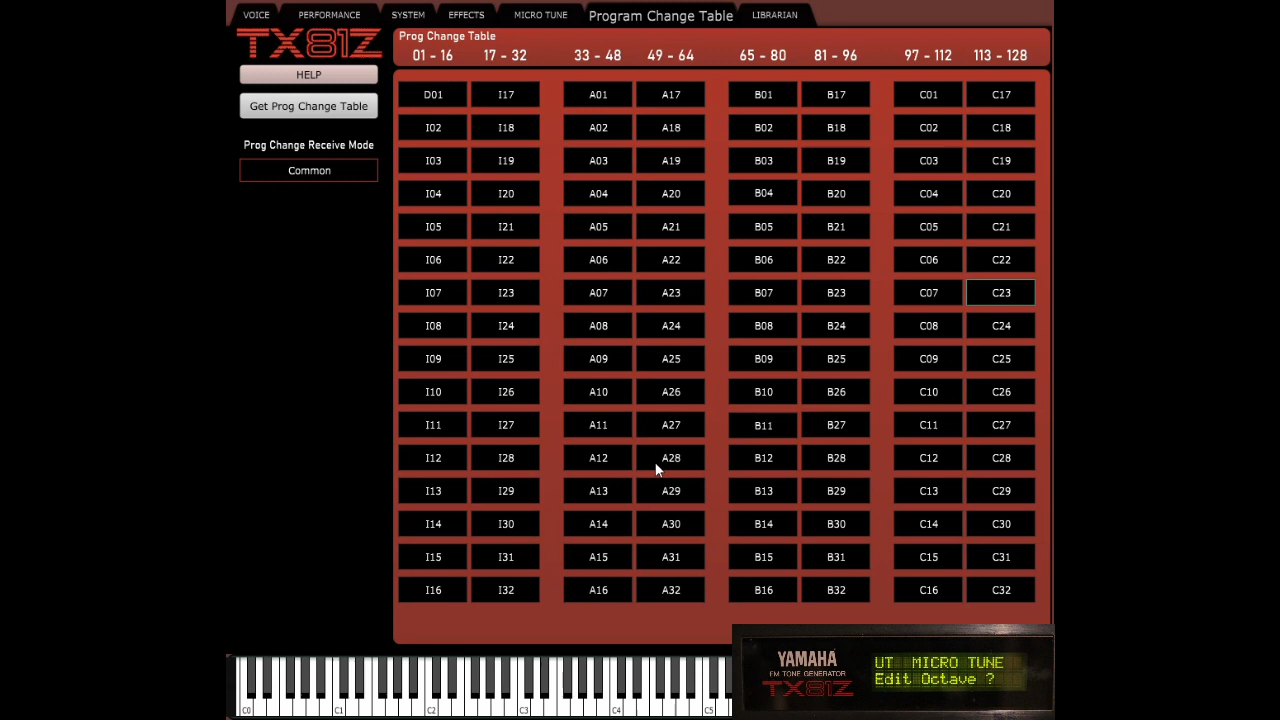 VOICE PERFORMANCE SYSTEM EFFECTS MICRO TUNE Program Change Table LIBRARIAN
TX81Z
HELP
Get Prog Change Table
Prog Change Receive Mode
Common
Prog Change Table
01 - 16 17 - 32 33 - 48 49 - 64 65 - 80 81 - 96 97 - 112 113 - 128
D01 I17 A01 A17 B01 B17 C01 C17
I02 I18 A02 A18 B02 B18 C02 C18
I03 I19 A03 A19 B03 B19 C03 C19
I04 I20 A04 A20 B04 B20 C04 C20
I05 I21 A05 A21 B05 B21 C05 C21
I06 I22 A06 A22 B06 B22 C06 C22
I07 I23 A07 A23 B07 B23 C07 C23
I08 I24 A08 A24 B08 B24 C08 C24
I09 I25 A09 A25 B09 B25 C09 C25
I10 I26 A10 A26 B10 B26 C10 C26
I11 I27 A11 A27 B11 B27 C11 C27
I12 I28 A12 A28 B12 B28 C12 C28
I13 I29 A13 A29 B13 B29 C13 C29
I14 I30 A14 A30 B14 B30 C14 C30
I15 I31 A15 A31 B15 B31 C15 C31
I16 I32 A16 A32 B16 B32 C16 C32
C0 C1 C2 C3 C4 C5
YAMAHA
FM TONE GENERATOR
TX81Z
UT MICRO TUNE
Edit Octave ?